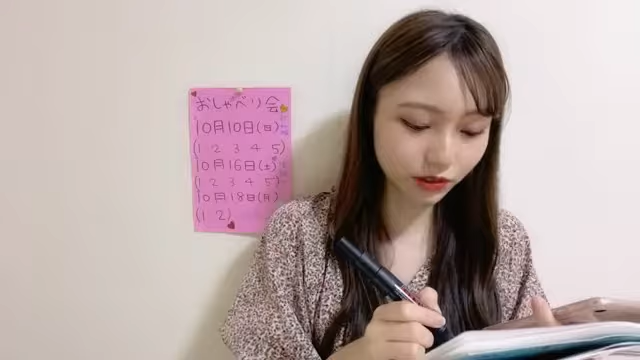 おしゃべり会
10月10日(日)
(1 2 3 4 5)
10月16日(土)
(1 2 3 4 5)
10月18日(月)
(1 2)